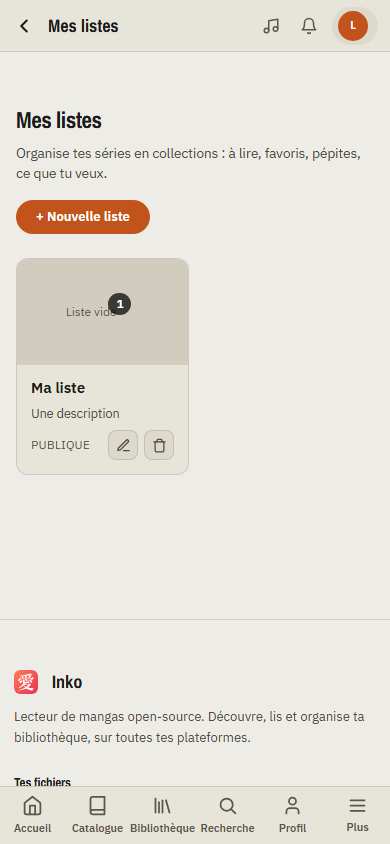 Mes listes
L
Mes listes
Organise tes séries en collections : à lire, favoris, pépites,
ce que tu veux.
+ Nouvelle liste
Liste vide
1
Ma liste
Une description
PUBLIQUE
愛
Inko
Lecteur de mangas open-source. Découvre, lis et organise ta
bibliothèque, sur toutes tes plateformes.
Tes fichiers
Accueil
Catalogue
Bibliothèque
Recherche
Profil
Plus